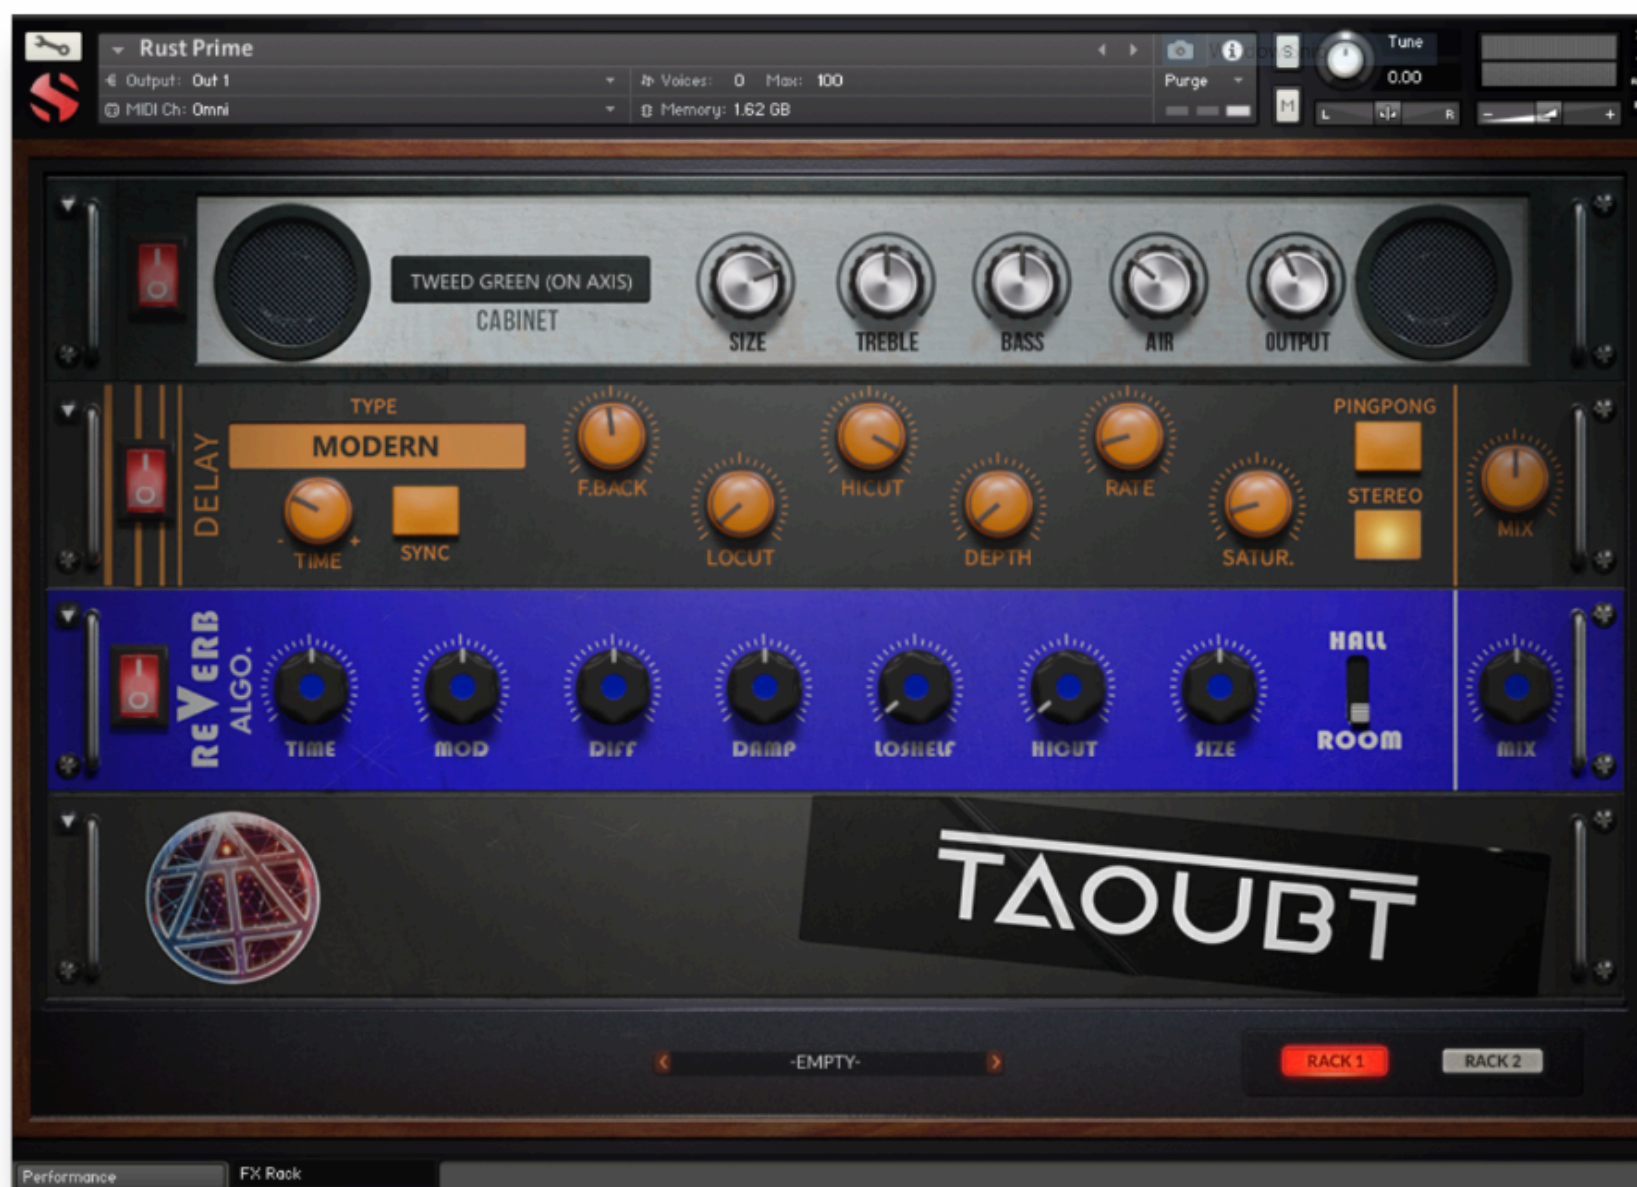 Rust Prime
Output: Out 1
Voices: 0 Max: 100
Purge
MIDI Ch: Omni
Memory: 1.62 GB
S
M
Tune
0.00
L
R
TWEED GREEN (ON AXIS)
CABINET
SIZE
TREBLE
BASS
AIR
OUTPUT
DELAY
TYPE
MODERN
- TIME +
SYNC
F.BACK
LOCUT
HICUT
DEPTH
RATE
SATUR.
PINGPONG
STEREO
MIX
REVERB
ALGO.
TIME
MOD
DIFF
DAMP
LOSHELF
HICUT
SIZE
HALL
ROOM
MIX
TAOUBT
-EMPTY-
RACK 1
RACK 2
Performance
FX Rack